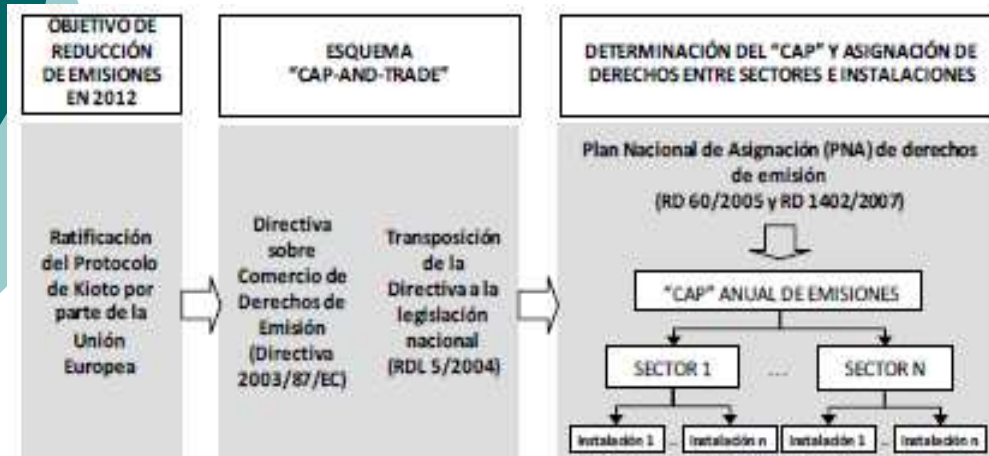 OBJETIVO DE
REDUCCIÓN
DE EMISIONES
EN 2012
ESQUEMA
"CAP-AND-TRADE"
DETERMINACIÓN DEL "CAP" Y ASIGNACIÓN DE
DERECHOS ENTRE SECTORES E INSTALACIONES
Ratificación
del Protocolo
de Kioto por
parte de la
Unión
Europea
Directiva
sobre
Comercio de
Derechos de
Emisión
(Directiva
2003/87/EC)
Transposición
de la
Directiva a la
legislación
nacional
(RDL 5/2004)
Plan Nacional de Asignación (PNA) de derechos
de emisión
(RD 60/2005 y RD 1402/2007)
"CAP" ANUAL DE EMISIONES
SECTOR 1 ... SECTOR N
Instalación 1 ... Instalación n Instalación 1 ... Instalación n